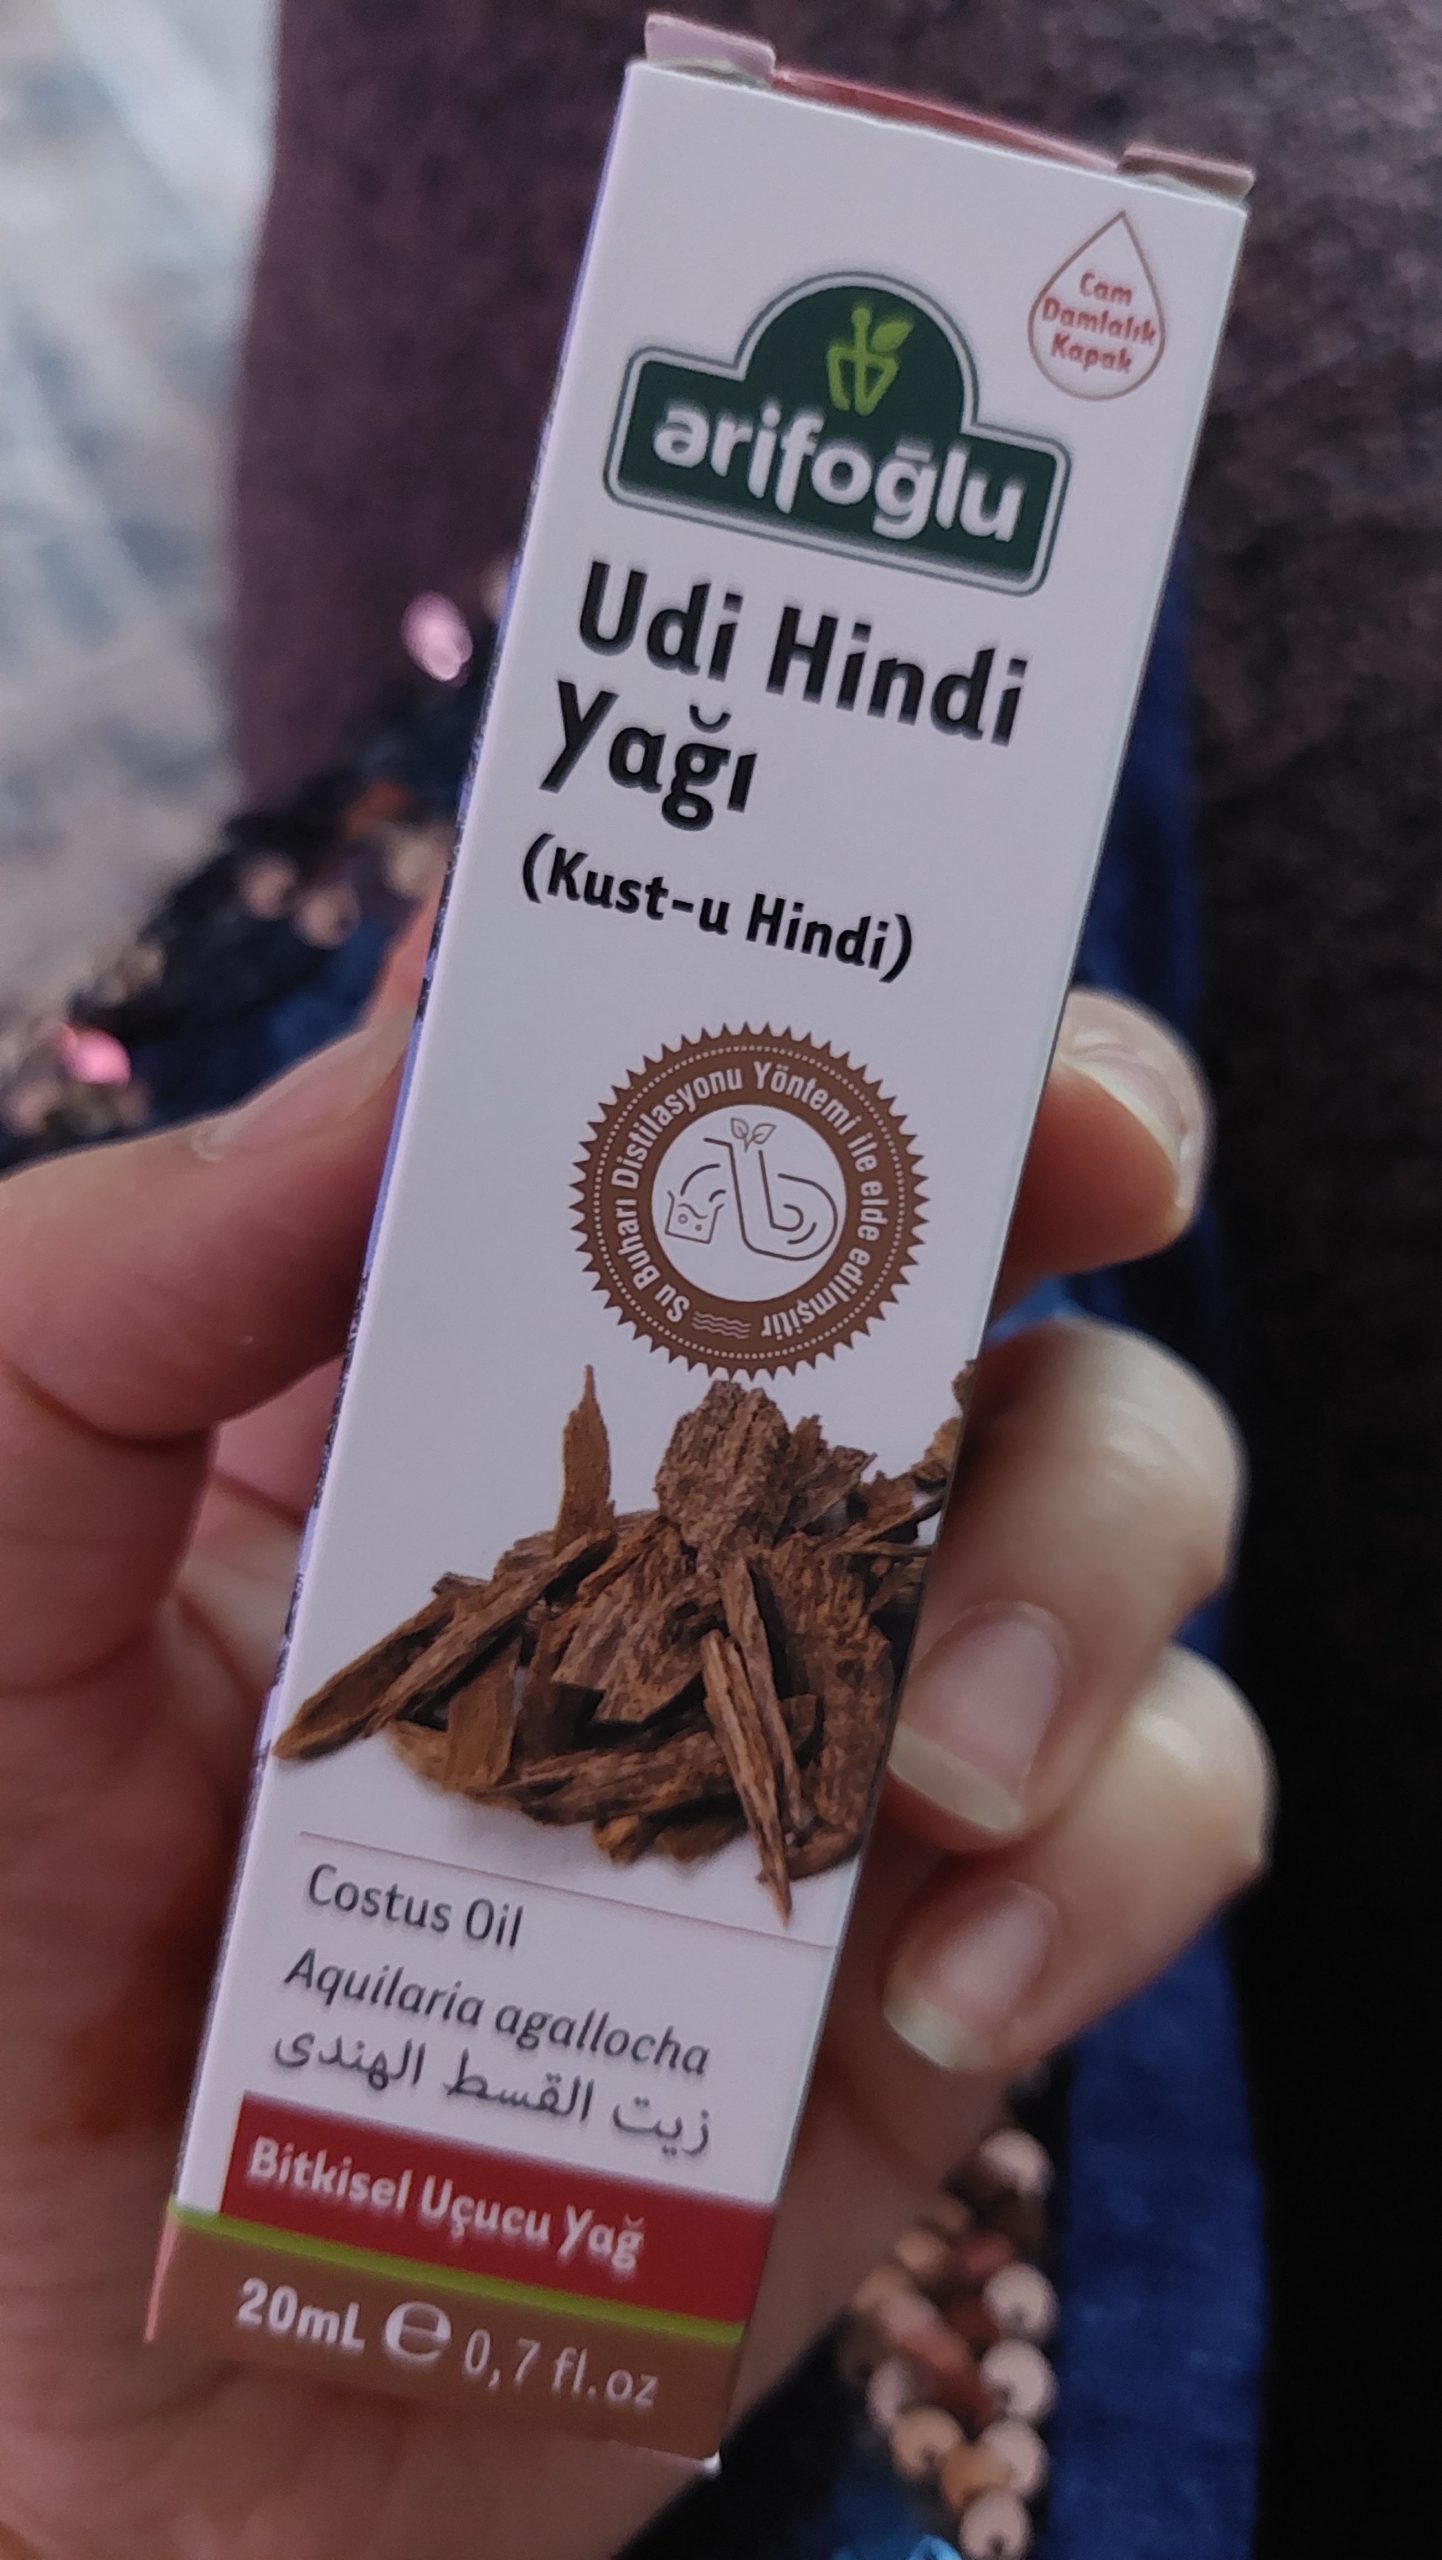 Cam
Damlalık
Kapak
arifoğlu
Udi Hindi
Yağı
(Kust-u Hindi)
Su Buharı Distilasyonu Yöntemi ile elde edilmşitir
Costus Oil
Aquilaria agallocha
زيت القسط الهندى
Bitkisel Uçucu Yağ
20mL ℮ 0,7 fl.oz